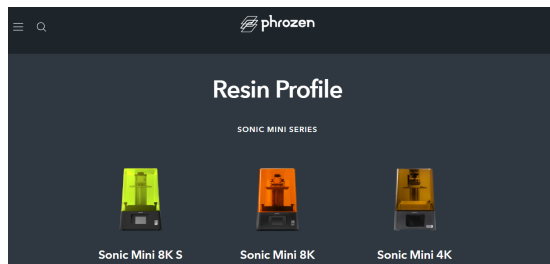 phrozen
Resin Profile
SONIC MINI SERIES
Sonic Mini 8K S
Sonic Mini 8K
Sonic Mini 4K